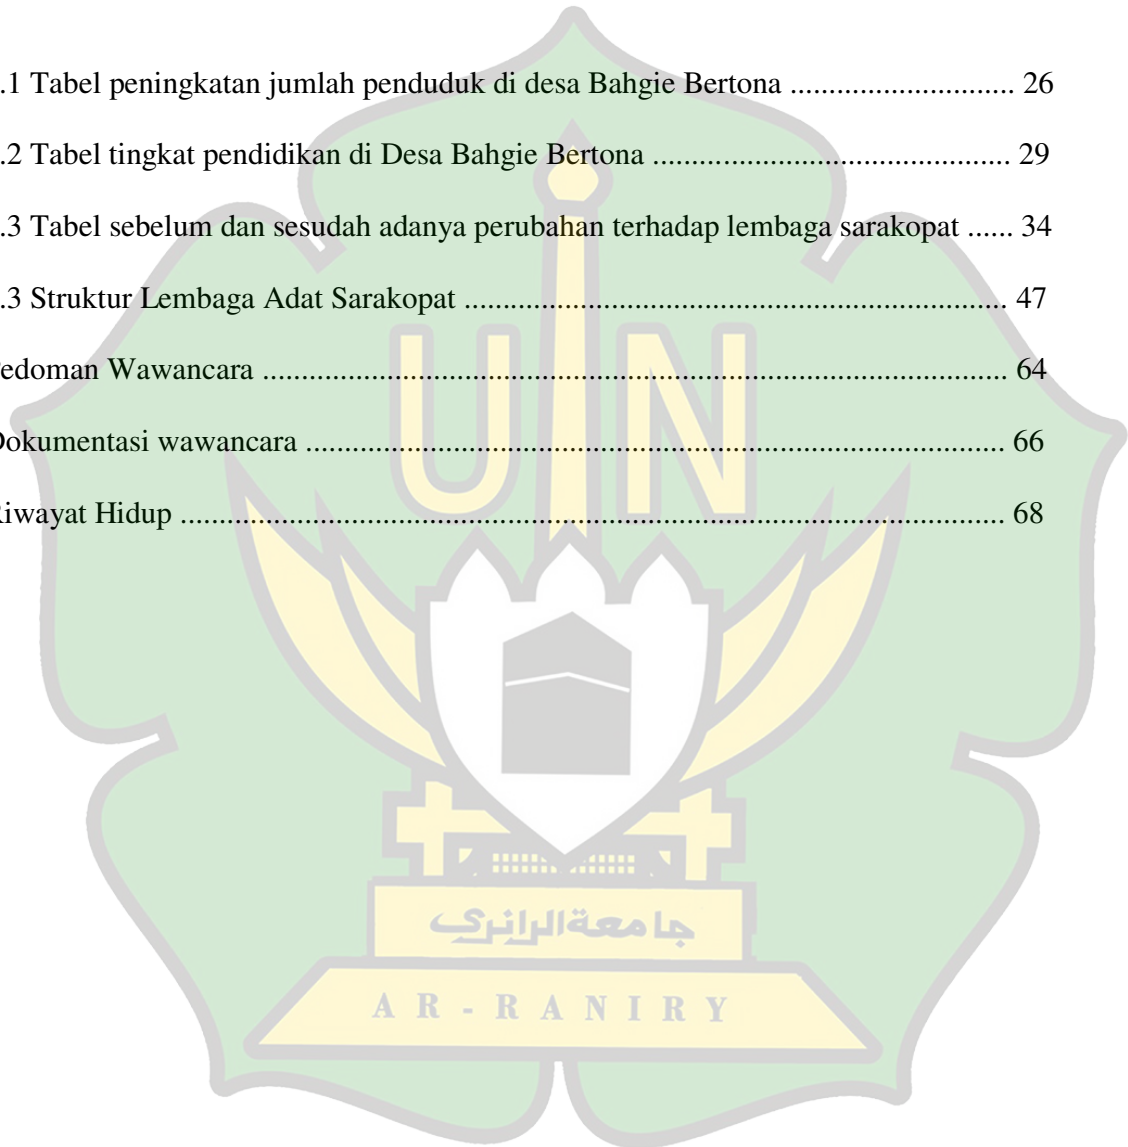 .1 Tabel peningkatan jumlah penduduk di desa Bahgie Bertona ............................. 26
.2 Tabel tingkat pendidikan di Desa Bahgie Bertona .............................................. 29
.3 Tabel sebelum dan sesudah adanya perubahan terhadap lembaga sarakopat ...... 34
.3 Struktur Lembaga Adat Sarakopat ...................................................................... 47
edoman Wawancara ................................................................................................ 64
okumentasi wawancara .......................................................................................... 66
iwayat Hidup .......................................................................................................... 68
UIN
جامعة الرانري
AR-RANIRY